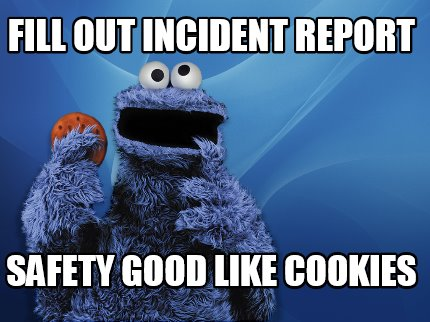 FILL OUT INCIDENT REPORT
SAFETY GOOD LIKE COOKIES